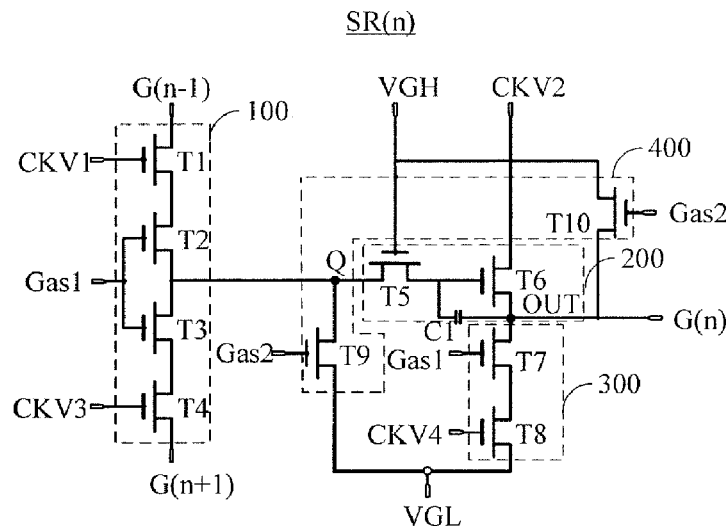 SR(n)
VGH
CKV2
G(n-1)
100
CKV1
T1
400
T2
T10
Gas2
Gas1
Q
T5
T6
200
OUT
G(n)
T3
C1
Gas2
T9
Gas1
T7
300
CKV3
T4
CKV4
T8
G(n+1)
VGL